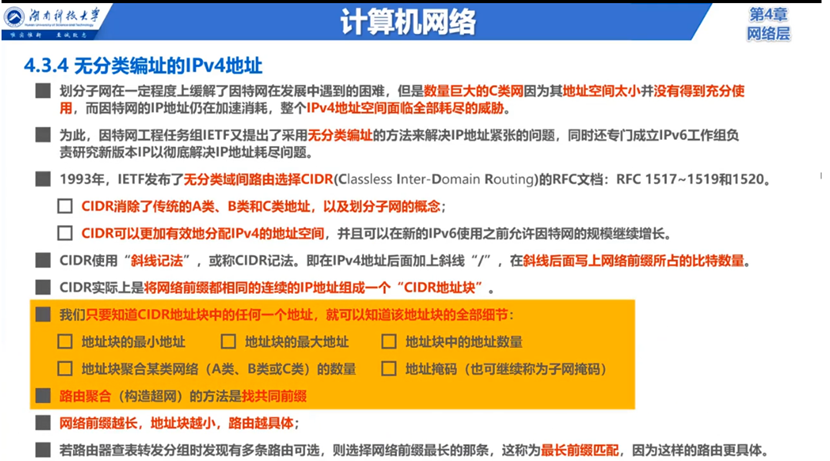 湖南科技大学
Hunan University of Science and Technology
唯实惟新 至诚致志
计算机网络
第4章
网络层
4.3.4 无分类编址的IPv4地址
划分子网在一定程度上缓解了因特网在发展中遇到的困难，但是数量巨大的C类网因为其地址空间太小并没有得到充分使
用，而因特网的IP地址仍在加速消耗，整个IPv4地址空间面临全部耗尽的威胁。
为此，因特网工程任务组IETF又提出了采用无分类编址的方法来解决IP地址紧张的问题，同时还专门成立IPv6工作组负
责研究新版本IP以彻底解决IP地址耗尽问题。
1993年，IETF发布了无分类域间路由选择CIDR(Classless Inter-Domain Routing)的RFC文档：RFC 1517~1519和1520。
CIDR消除了传统的A类、B类和C类地址，以及划分子网的概念；
CIDR可以更加有效地分配IPv4的地址空间，并且可以在新的IPv6使用之前允许因特网的规模继续增长。
CIDR使用“斜线记法”，或称CIDR记法。即在IPv4地址后面加上斜线“/”，在斜线后面写上网络前缀所占的比特数量。
CIDR实际上是将网络前缀都相同的连续的IP地址组成一个“CIDR地址块”。
我们只要知道CIDR地址块中的任何一个地址，就可以知道该地址块的全部细节：
地址块的最小地址 地址块的最大地址 地址块中的地址数量
地址块聚合某类网络（A类、B类或C类）的数量 地址掩码（也可继续称为子网掩码）
路由聚合（构造超网）的方法是找共同前缀
网络前缀越长，地址块越小，路由越具体；
若路由器查表转发分组时发现有多条路由可选，则选择网络前缀最长的那条，这称为最长前缀匹配，因为这样的路由更具体。